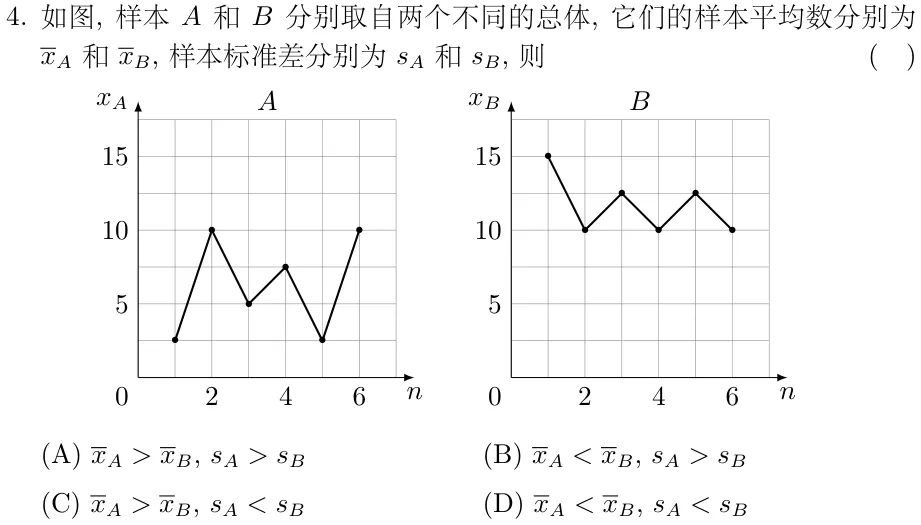 4. 如图, 样本 A 和 B 分别取自两个不同的总体, 它们的样本平均数分别为
x̄_A 和 x̄_B, 样本标准差分别为 s_A 和 s_B, 则 ( )
x_A A
15
10
5
0 2 4 6 n
x_B B
15
10
5
0 2 4 6 n
(A) x̄_A > x̄_B, s_A > s_B (B) x̄_A < x̄_B, s_A > s_B
(C) x̄_A > x̄_B, s_A < s_B (D) x̄_A < x̄_B, s_A < s_B